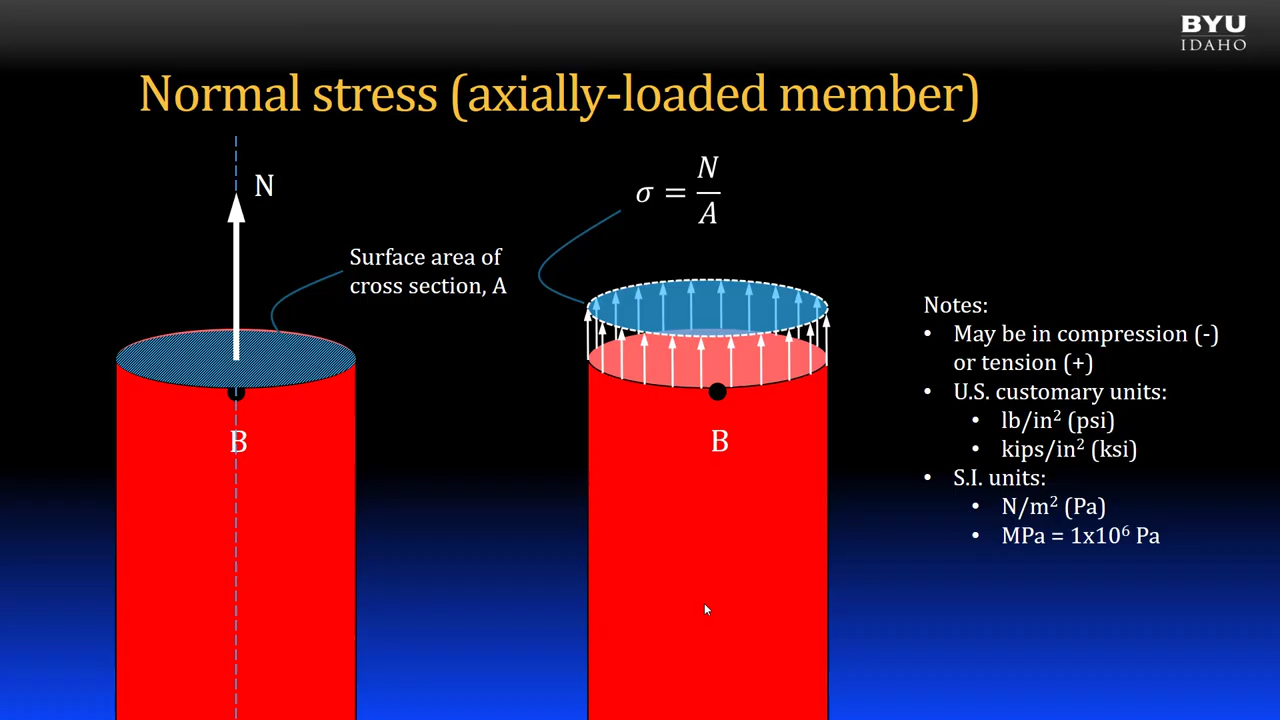 BYU
IDAHO
Normal stress (axially-loaded member)
N
σ = N/A
Surface area of
cross section, A
B
B
Notes:
• May be in compression (-)
or tension (+)
• U.S. customary units:
• lb/in² (psi)
• kips/in² (ksi)
• S.I. units:
• N/m² (Pa)
• MPa = 1x10⁶ Pa